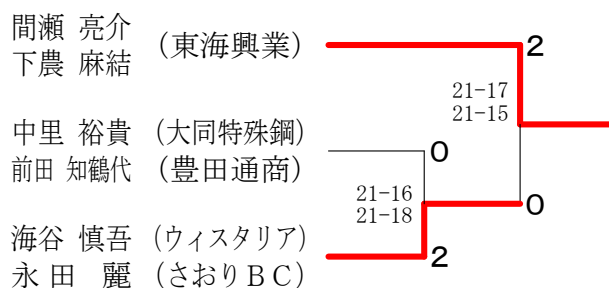 間瀬 亮介
下農 麻結 (東海興業)
2
21-17
21-15
中里 裕貴 (大同特殊鋼)
前田 知鶴代 (豊田通商)
0
21-16
21-18
0
海谷 慎吾 (ウィスタリア)
永田 麗 (さおりBC)
2